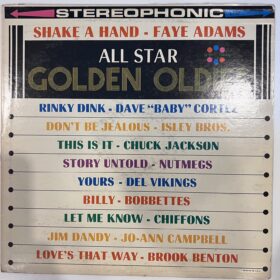 STEREOPHONIC
SHAKE A HAND - FAYE ADAMS
ALL STAR
GOLDEN OLDIES
RINKY DINK - DAVE "BABY" CORTEZ
DON'T BE JEALOUS - ISLEY BROS.
THIS IS IT - CHUCK JACKSON
STORY UNTOLD - NUTMEGS
YOURS - DEL VIKINGS
BILLY - BOBBETTES
LET ME KNOW - CHIFFONS
JIM DANDY - JO-ANN CAMPBELL
LOVE'S THAT WAY - BROOK BENTON